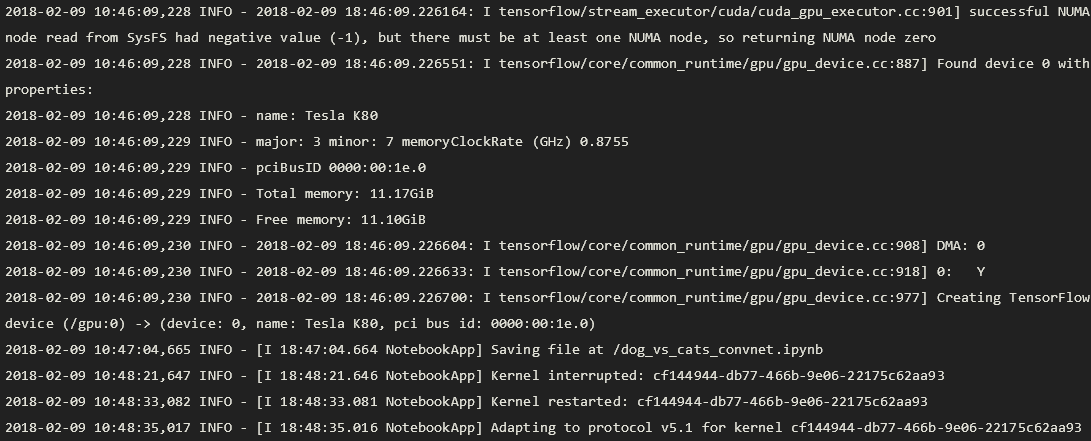 2018-02-09 10:46:09,228 INFO - 2018-02-09 18:46:09.226164: I tensorflow/stream_executor/cuda/cuda_gpu_executor.cc:901] successful NUMA
node read from SysFS had negative value (-1), but there must be at least one NUMA node, so returning NUMA node zero
2018-02-09 10:46:09,228 INFO - 2018-02-09 18:46:09.226551: I tensorflow/core/common_runtime/gpu/gpu_device.cc:887] Found device 0 with
properties:
2018-02-09 10:46:09,228 INFO - name: Tesla K80
2018-02-09 10:46:09,229 INFO - major: 3 minor: 7 memoryClockRate (GHz) 0.8755
2018-02-09 10:46:09,229 INFO - pciBusID 0000:00:1e.0
2018-02-09 10:46:09,229 INFO - Total memory: 11.17GiB
2018-02-09 10:46:09,229 INFO - Free memory: 11.10GiB
2018-02-09 10:46:09,230 INFO - 2018-02-09 18:46:09.226604: I tensorflow/core/common_runtime/gpu/gpu_device.cc:908] DMA: 0
2018-02-09 10:46:09,230 INFO - 2018-02-09 18:46:09.226633: I tensorflow/core/common_runtime/gpu/gpu_device.cc:918] 0:   Y
2018-02-09 10:46:09,230 INFO - 2018-02-09 18:46:09.226700: I tensorflow/core/common_runtime/gpu/gpu_device.cc:977] Creating TensorFlow
device (/gpu:0) -> (device: 0, name: Tesla K80, pci bus id: 0000:00:1e.0)
2018-02-09 10:47:04,665 INFO - [I 18:47:04.664 NotebookApp] Saving file at /dog_vs_cats_convnet.ipynb
2018-02-09 10:48:21,647 INFO - [I 18:48:21.646 NotebookApp] Kernel interrupted: cf144944-db77-466b-9e06-22175c62aa93
2018-02-09 10:48:33,082 INFO - [I 18:48:33.081 NotebookApp] Kernel restarted: cf144944-db77-466b-9e06-22175c62aa93
2018-02-09 10:48:35,017 INFO - [I 18:48:35.016 NotebookApp] Adapting to protocol v5.1 for kernel cf144944-db77-466b-9e06-22175c62aa93